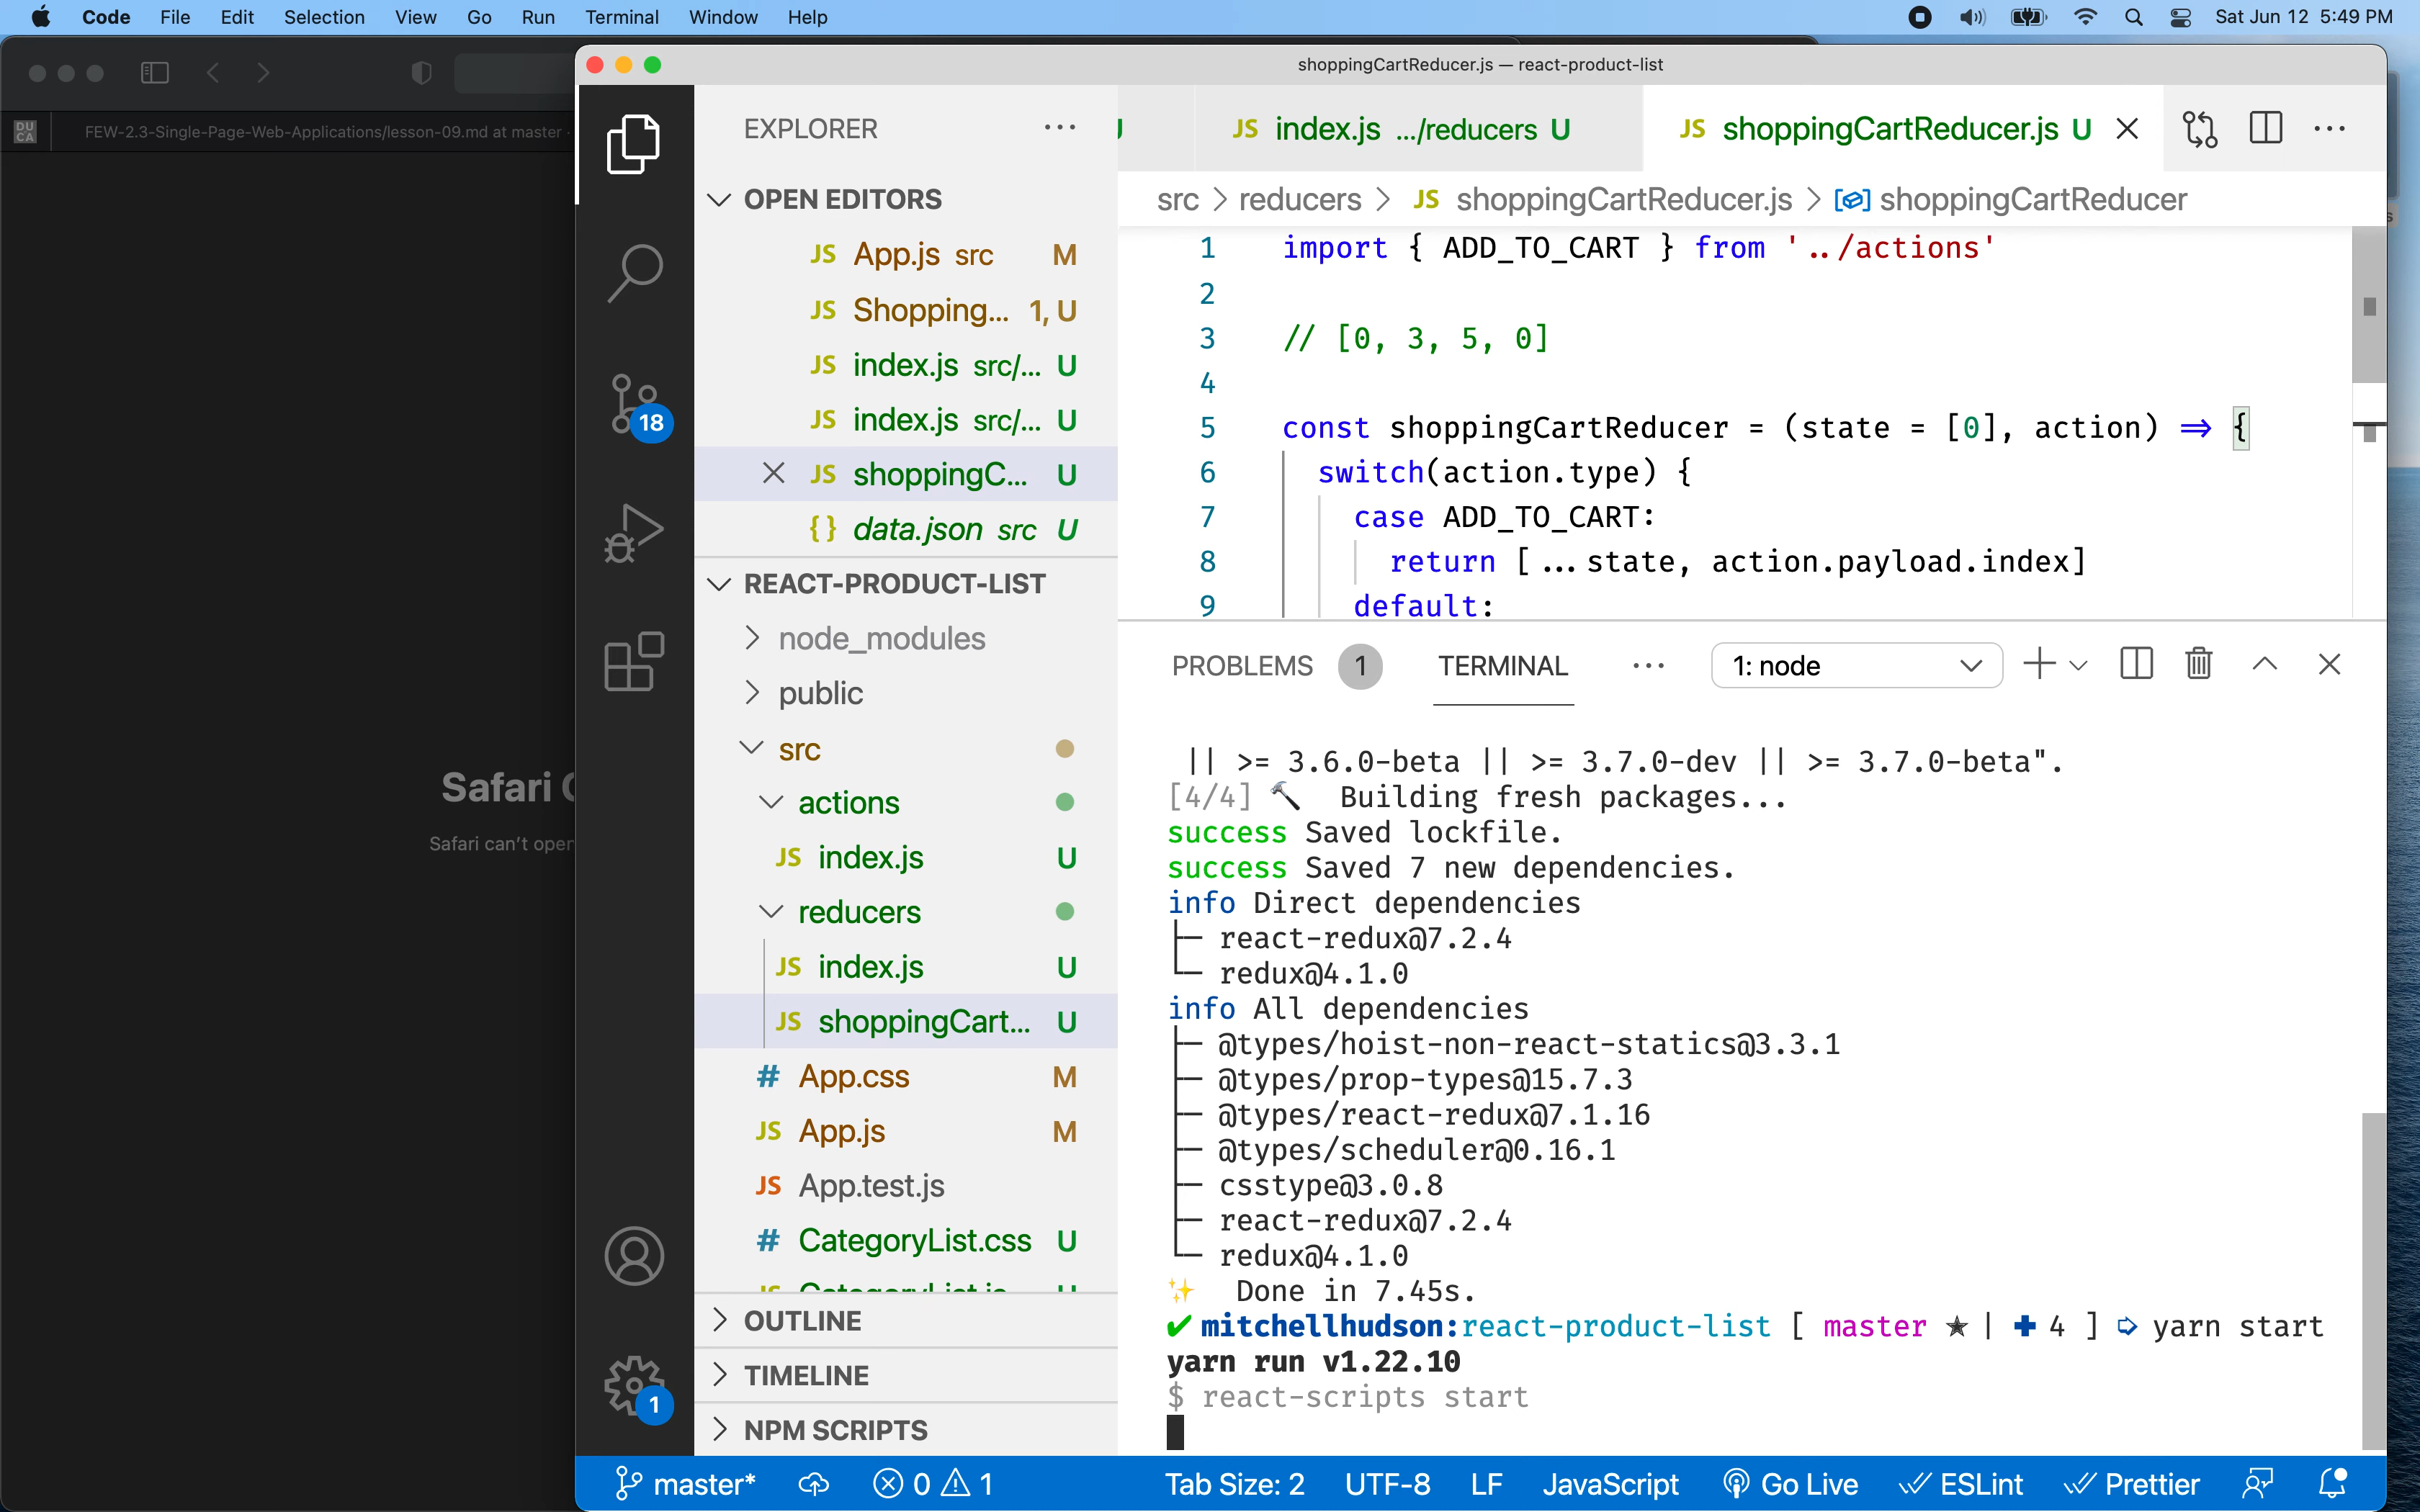 Code File Edit Selection View Go Run Terminal Window Help Sat Jun 12 5:49 PM
shoppingCartReducer.js — react-product-list
DU
CA
FEW-2.3-Single-Page-Web-Applications/lesson-09.md at master ·
Safari
Safari can't open
EXPLORER ···
OPEN EDITORS
JS App.js src M
JS Shopping... 1, U
JS index.js src/... U
JS index.js src/... U
JS shoppingC... U
{ } data.json src U
18
REACT-PRODUCT-LIST
node_modules
public
src
actions
JS index.js U
reducers
JS index.js U
JS shoppingCart... U
# App.css M
JS App.js M
JS App.test.js
# CategoryList.css U
OUTLINE
TIMELINE
NPM SCRIPTS
1
JS index.js .../reducers U
JS shoppingCartReducer.js U
src > reducers > JS shoppingCartReducer.js > shoppingCartReducer
1 import { ADD_TO_CART } from '../actions'
2
3 // [0, 3, 5, 0]
4
5 const shoppingCartReducer = (state = [0], action) => {
6 switch(action.type) {
7 case ADD_TO_CART:
8 return [...state, action.payload.index]
9 default:
PROBLEMS 1 TERMINAL ··· 1: node
|| >= 3.6.0-beta || >= 3.7.0-dev || >= 3.7.0-beta".
[4/4] 🔨 Building fresh packages...
success Saved lockfile.
success Saved 7 new dependencies.
info Direct dependencies
├─ react-redux@7.2.4
└─ redux@4.1.0
info All dependencies
├─ @types/hoist-non-react-statics@3.3.1
├─ @types/prop-types@15.7.3
├─ @types/react-redux@7.1.16
├─ @types/scheduler@0.16.1
├─ csstype@3.0.8
├─ react-redux@7.2.4
└─ redux@4.1.0
✨ Done in 7.45s.
✔ mitchellhudson:react-product-list [ master ★ | ✚ 4 ] ➩ yarn start
yarn run v1.22.10
$ react-scripts start
master* 0 1 Tab Size: 2 UTF-8 LF JavaScript Go Live ESLint Prettier